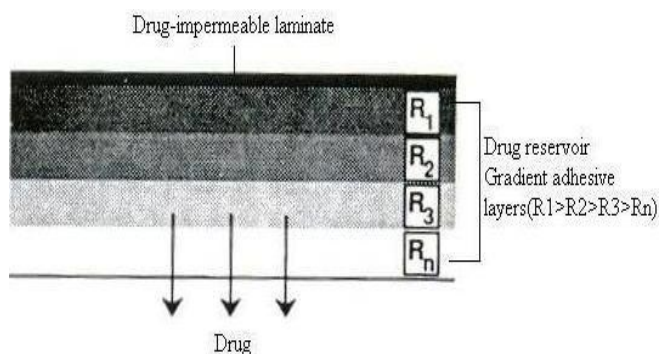 Drug-impermeable laminate
R1
R2
R3
Rn
Drug reservoir
Gradient adhesive
layers(R1>R2>R3>Rn)
Drug